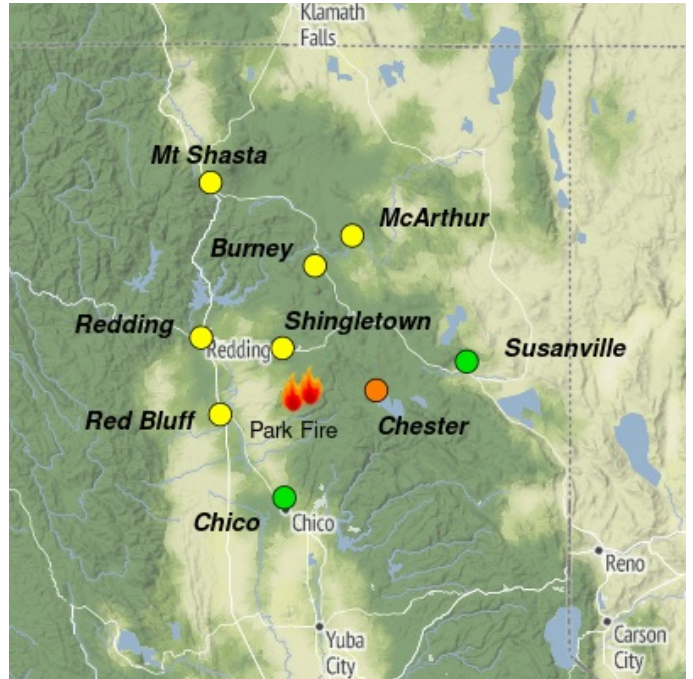 Klamath
Falls
Mt Shasta
McArthur
Burney
Redding
Shingletown
Redding
Susanville
Red Bluff
Park Fire
Chester
Chico
Chico
Reno
Yuba
City
Carson
City